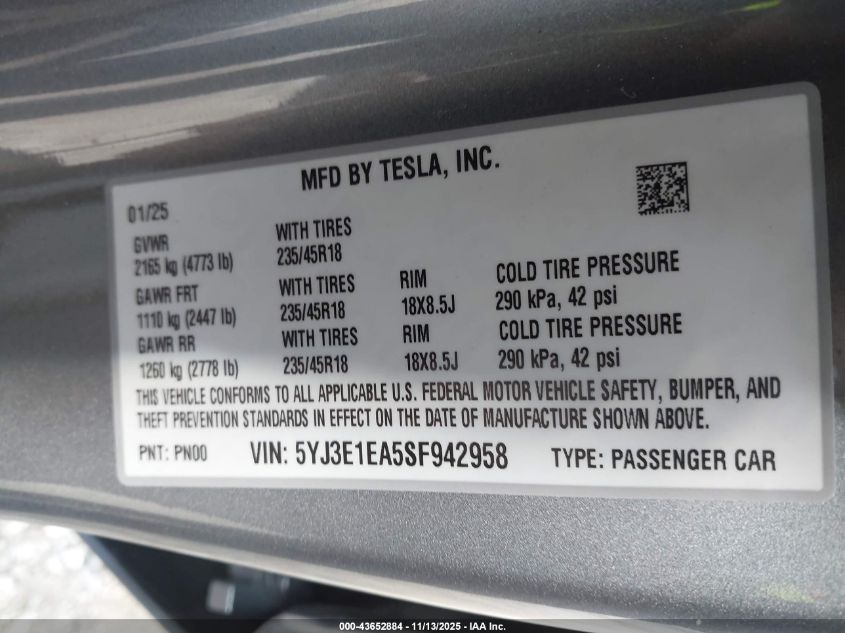 MFD BY TESLA, INC.
01/25
GVWR
2165 kg (4773 lb)
WITH TIRES
235/45R18
GAWR FRT
1110 kg (2447 lb)
WITH TIRES
235/45R18
RIM
18X8.5J
COLD TIRE PRESSURE
290 kPa, 42 psi
GAWR RR
1260 kg (2778 lb)
WITH TIRES
235/45R18
RIM
18X8.5J
COLD TIRE PRESSURE
290 kPa, 42 psi
THIS VEHICLE CONFORMS TO ALL APPLICABLE U.S. FEDERAL MOTOR VEHICLE SAFETY, BUMPER, AND
THEFT PREVENTION STANDARDS IN EFFECT ON THE DATE OF MANUFACTURE SHOWN ABOVE.
PNT: PN00 VIN: 5YJ3E1EA5SF942958 TYPE: PASSENGER CAR
000-43652884 - 11/13/2025 - IAA Inc.